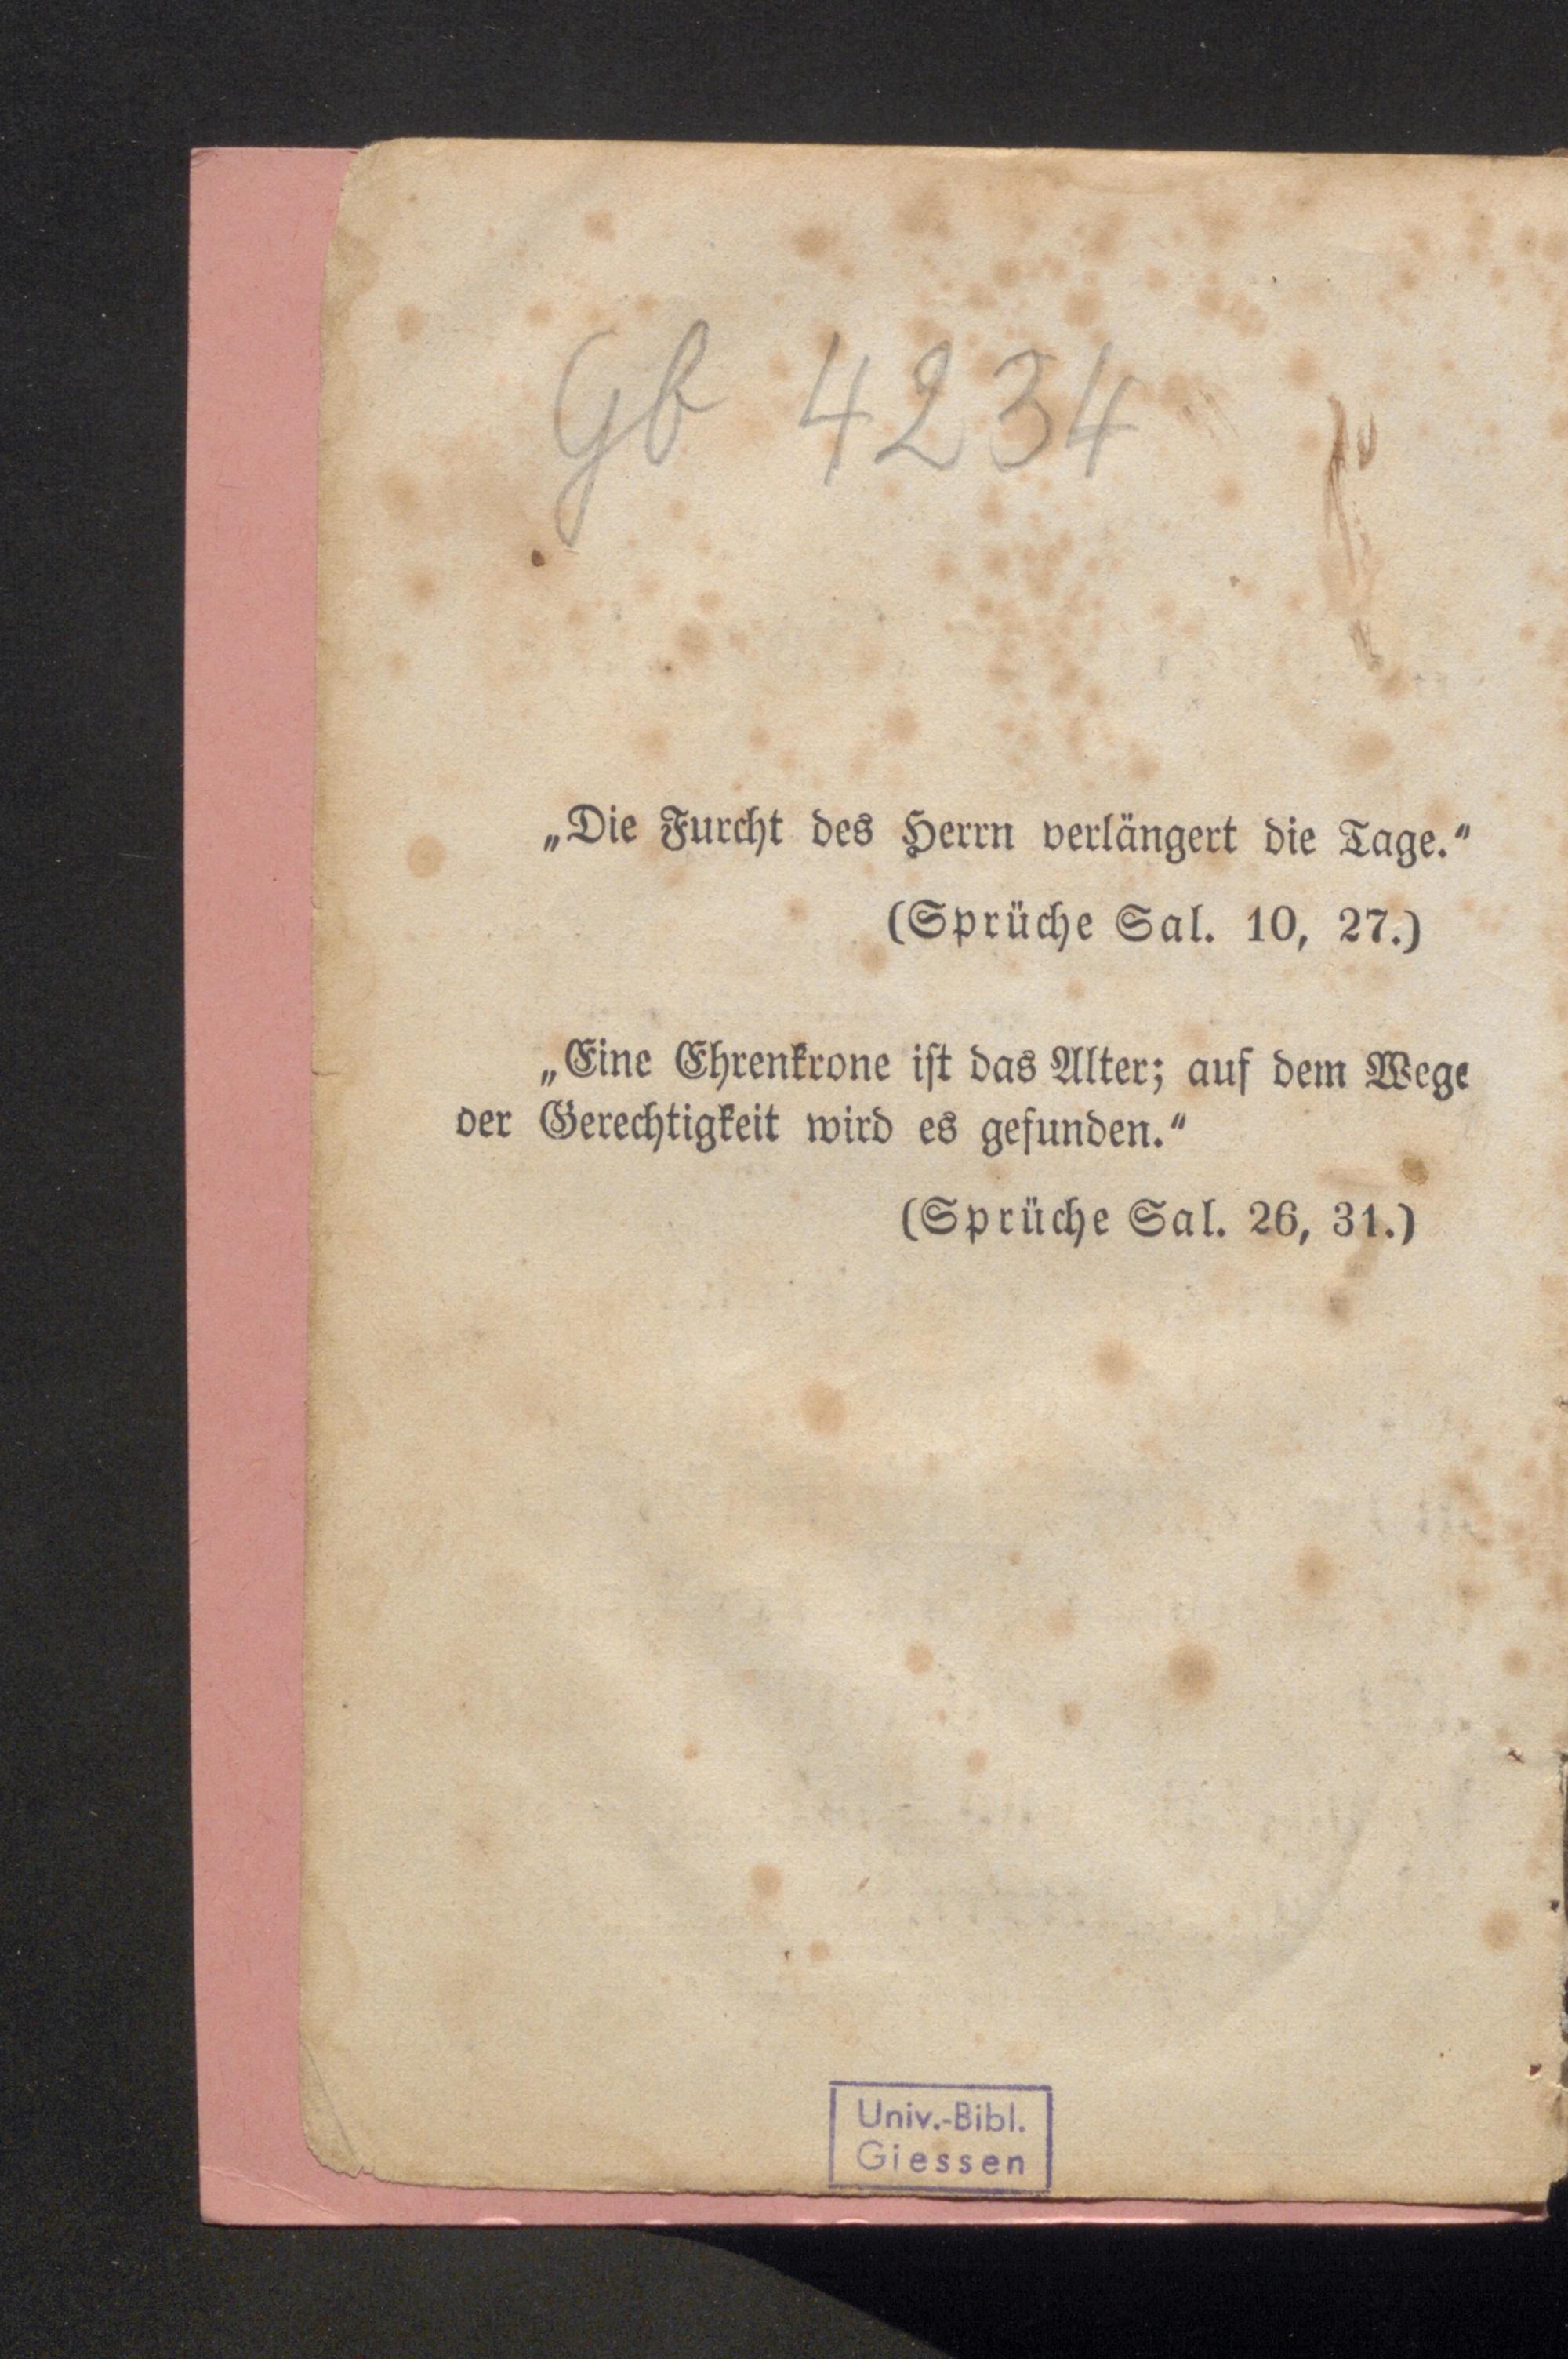 Gb 4234
„Die Furcht des Herrn verlängert die Tage.“
(Sprüche Sal. 10, 27.)
„Eine Ehrenkrone ist das Alter; auf dem Wege
der Gerechtigkeit wird es gefunden.“
(Sprüche Sal. 26, 31.)
Univ.-Bibl.
Giessen